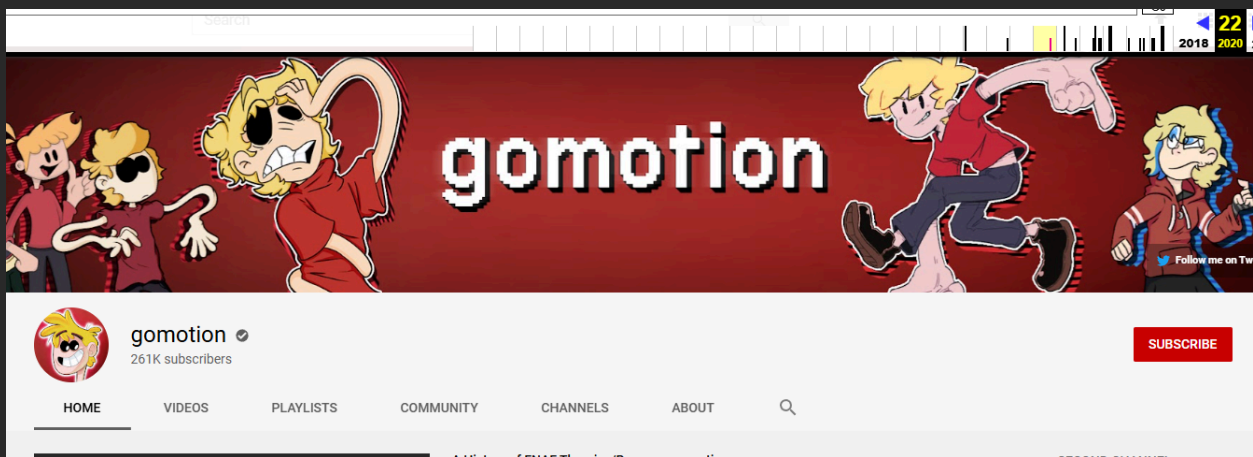 Search
22
2018 2020
gomotion
Follow me on Tw
gomotion
261K subscribers
SUBSCRIBE
HOME VIDEOS PLAYLISTS COMMUNITY CHANNELS ABOUT